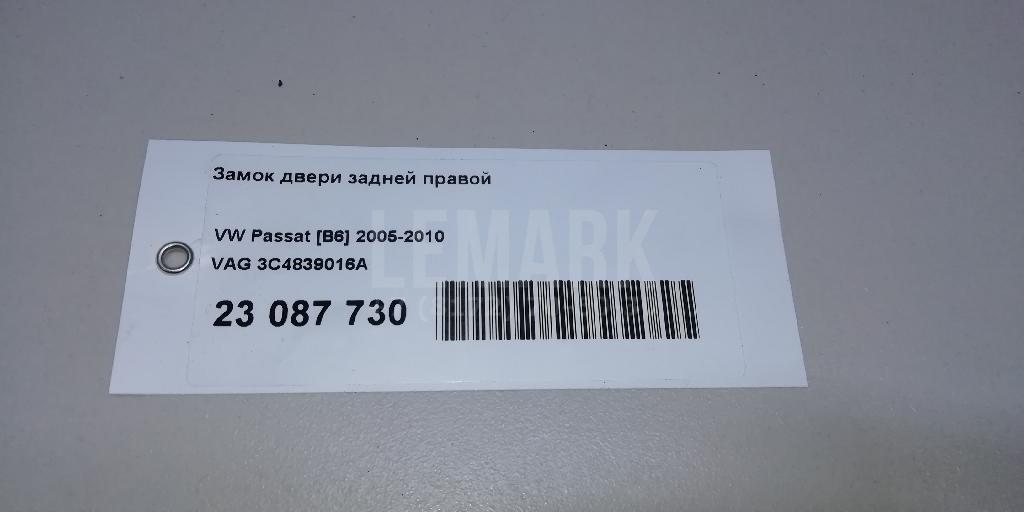 Замок двери задней правой
VW Passat [B6] 2005-2010
VAG 3C4839016A
LEMARK
23 087 730